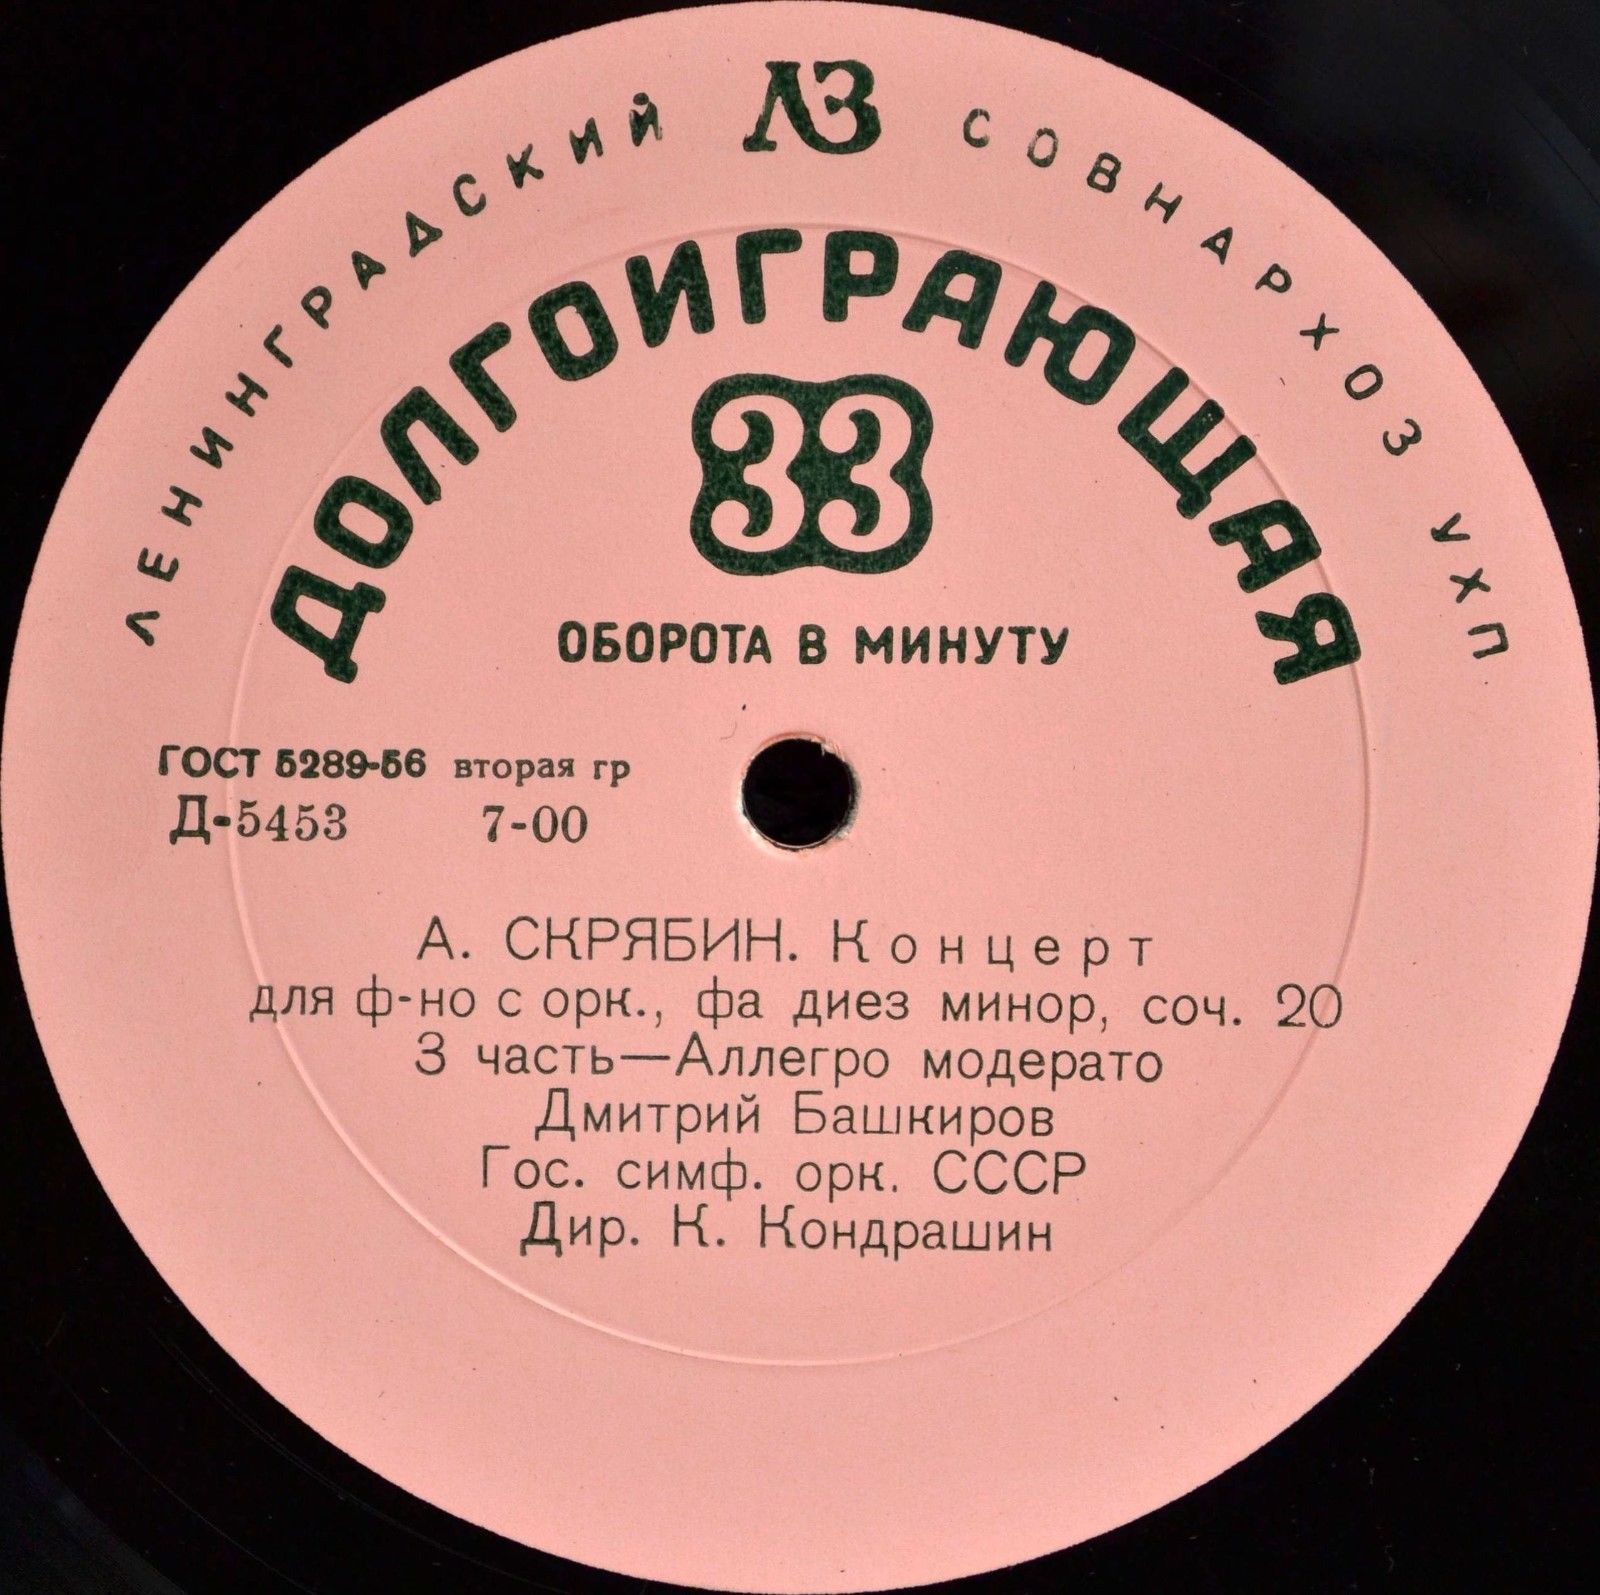 ЛЕНИНГРАДСКИЙ ЛЗ СОВНАРХОЗ УХП
ДОЛГОИГРАЮЩАЯ
33
ОБОРОТА В МИНУТУ
ГОСТ 5289-56 вторая гр
Д-5453 7-00
А. СКРЯБИН. Концерт
для ф-но с орк., фа диез минор, соч. 20
3 часть—Аллегро модерато
Дмитрий Башкиров
Гос. симф. орк. СССР
Дир. К. Кондрашин